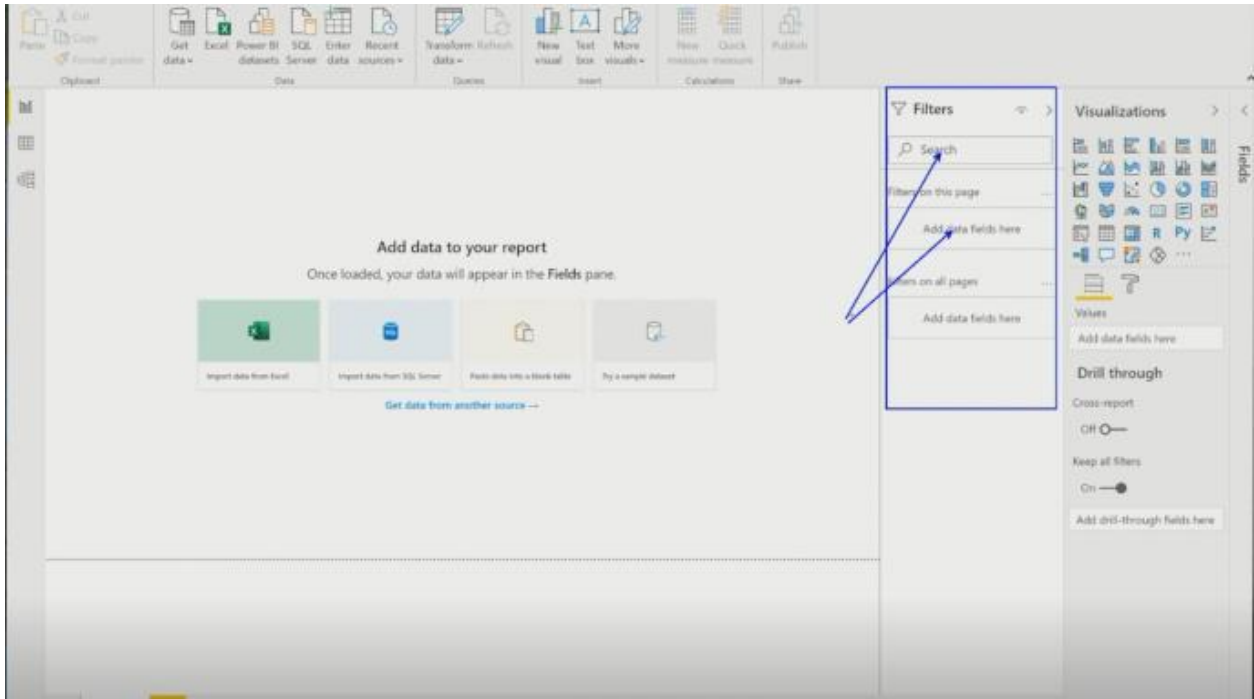 Paste
Cut
Copy
Format painter
Clipboard
Get data
Excel
Power BI datasets
SQL Server
Enter data
Recent sources
Data
Transform data
Refresh
Queries
New visual
Text box
More visuals
Insert
New measure
Quick measure
Calculations
Publish
Share
Add data to your report
Once loaded, your data will appear in the Fields pane.
Import data from Excel
Import data from SQL Server
Paste data into a blank table
Try a sample dataset
Get data from another source →
Filters
Search
Filters on this page
Add data fields here
Filters on all pages
Add data fields here
Visualizations
R
Py
Values
Add data fields here
Drill through
Cross-report
Off
Keep all filters
On
Add drill-through fields here
Fields